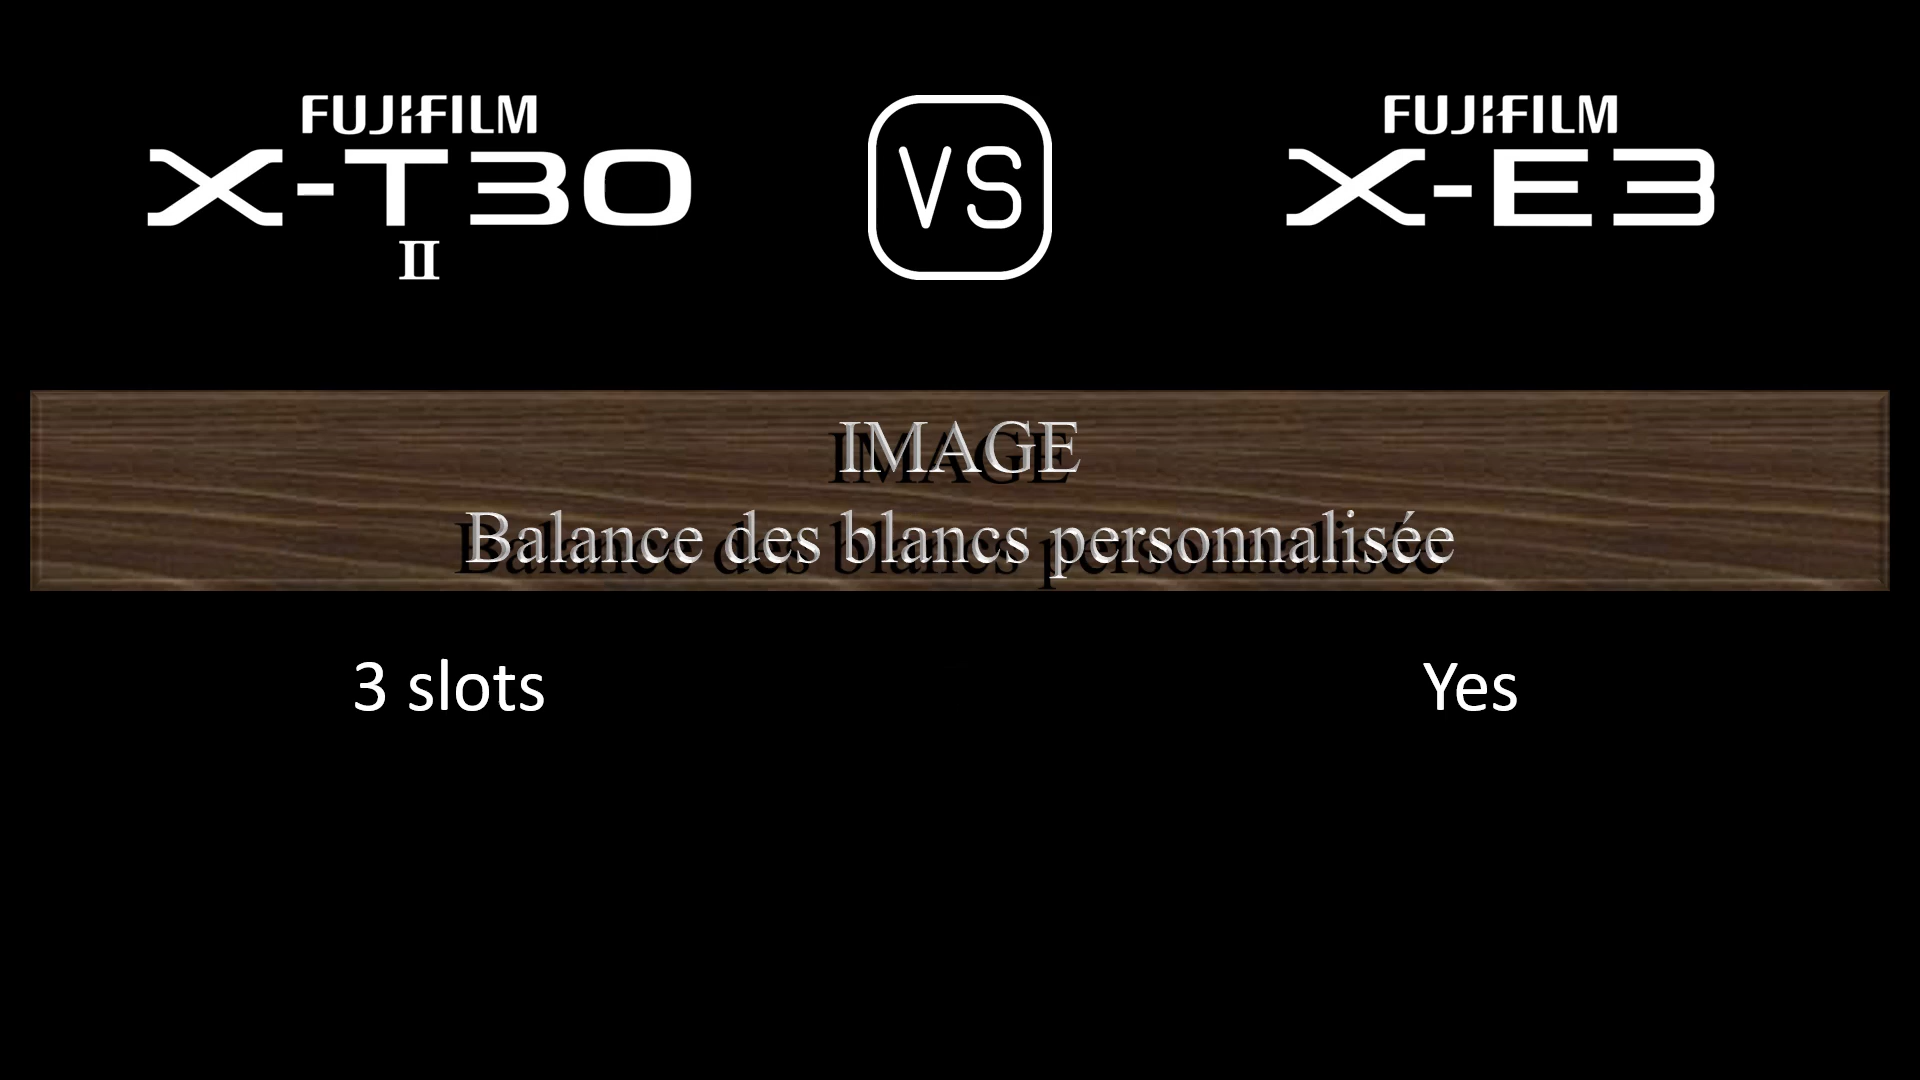 FUJIFILM
X-T30
II
VS
FUJIFILM
X-E3
IMAGE
Balance des blancs personnalisée
3 slots
Yes